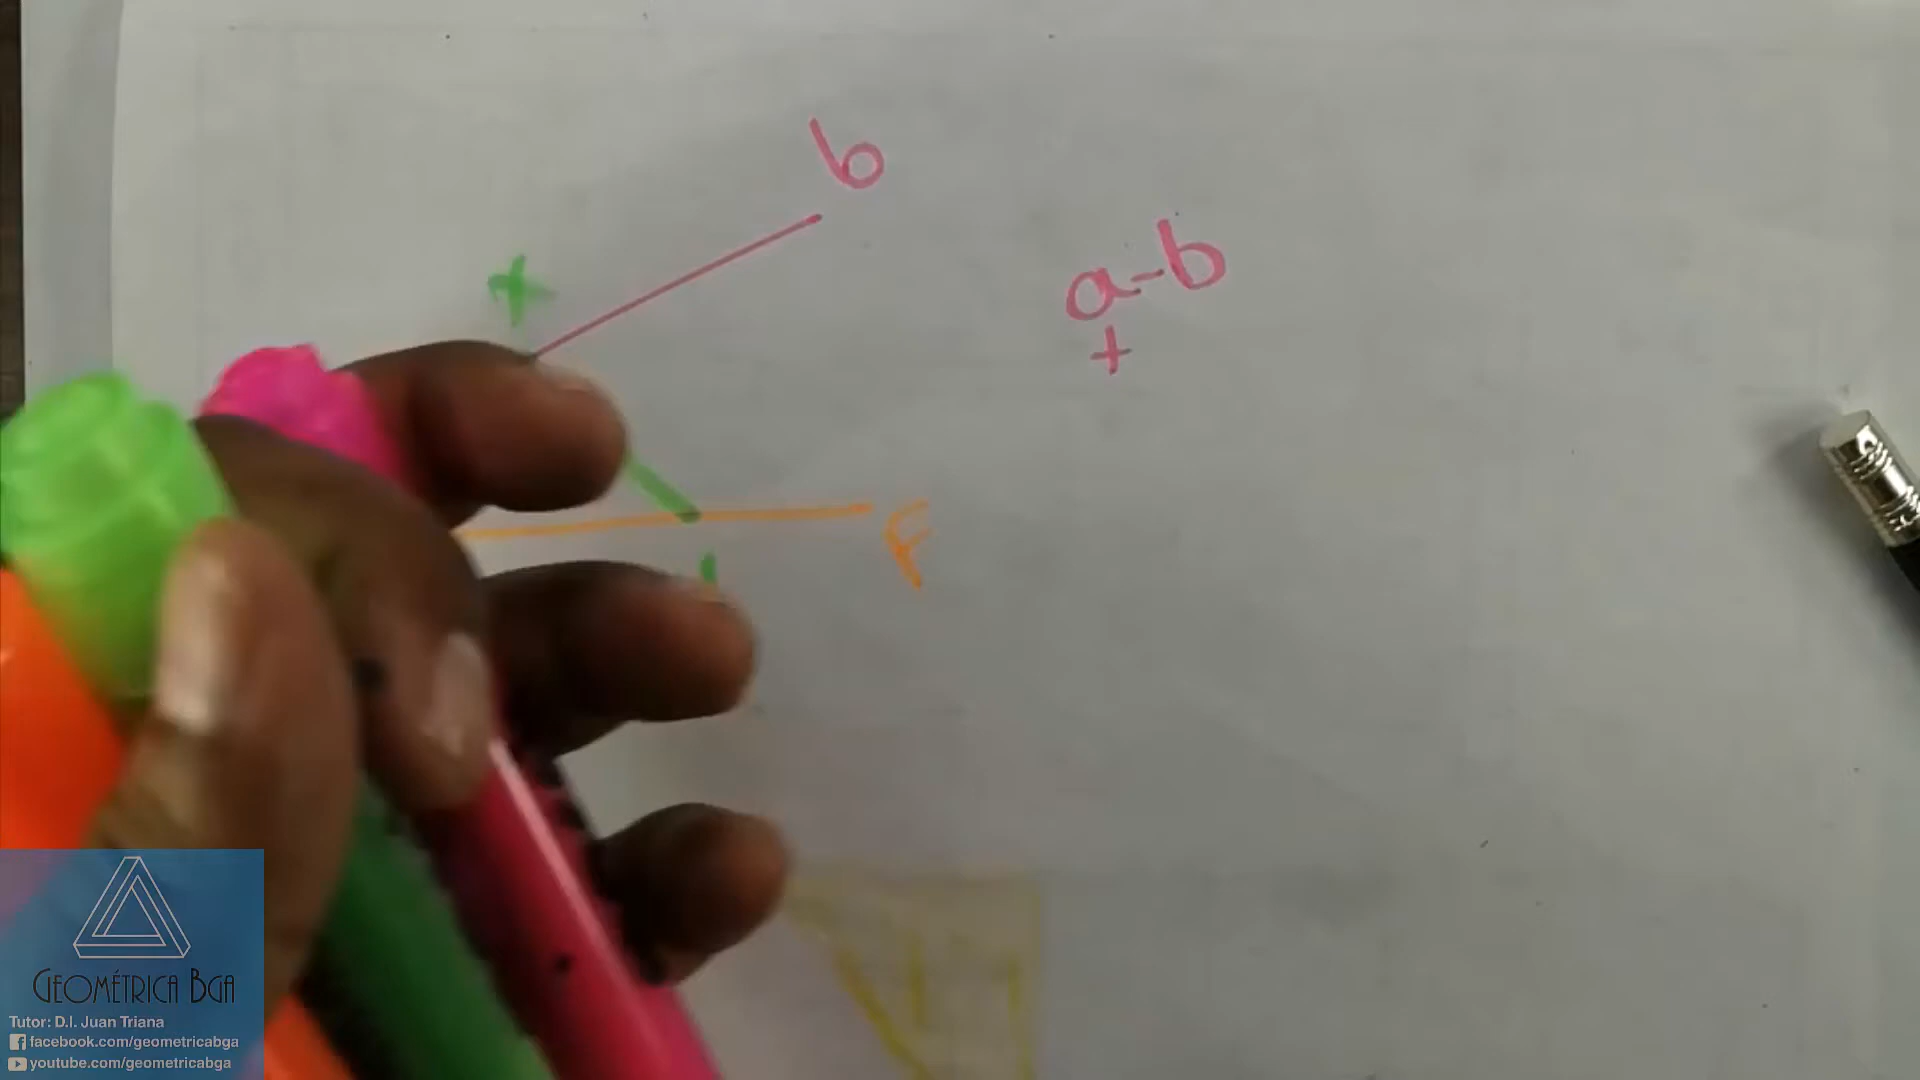 b
+
a-b
+
F
GEOMÉTRICA BGA
Tutor: D.I. Juan Triana
facebook.com/geometricabga
youtube.com/geometricabga